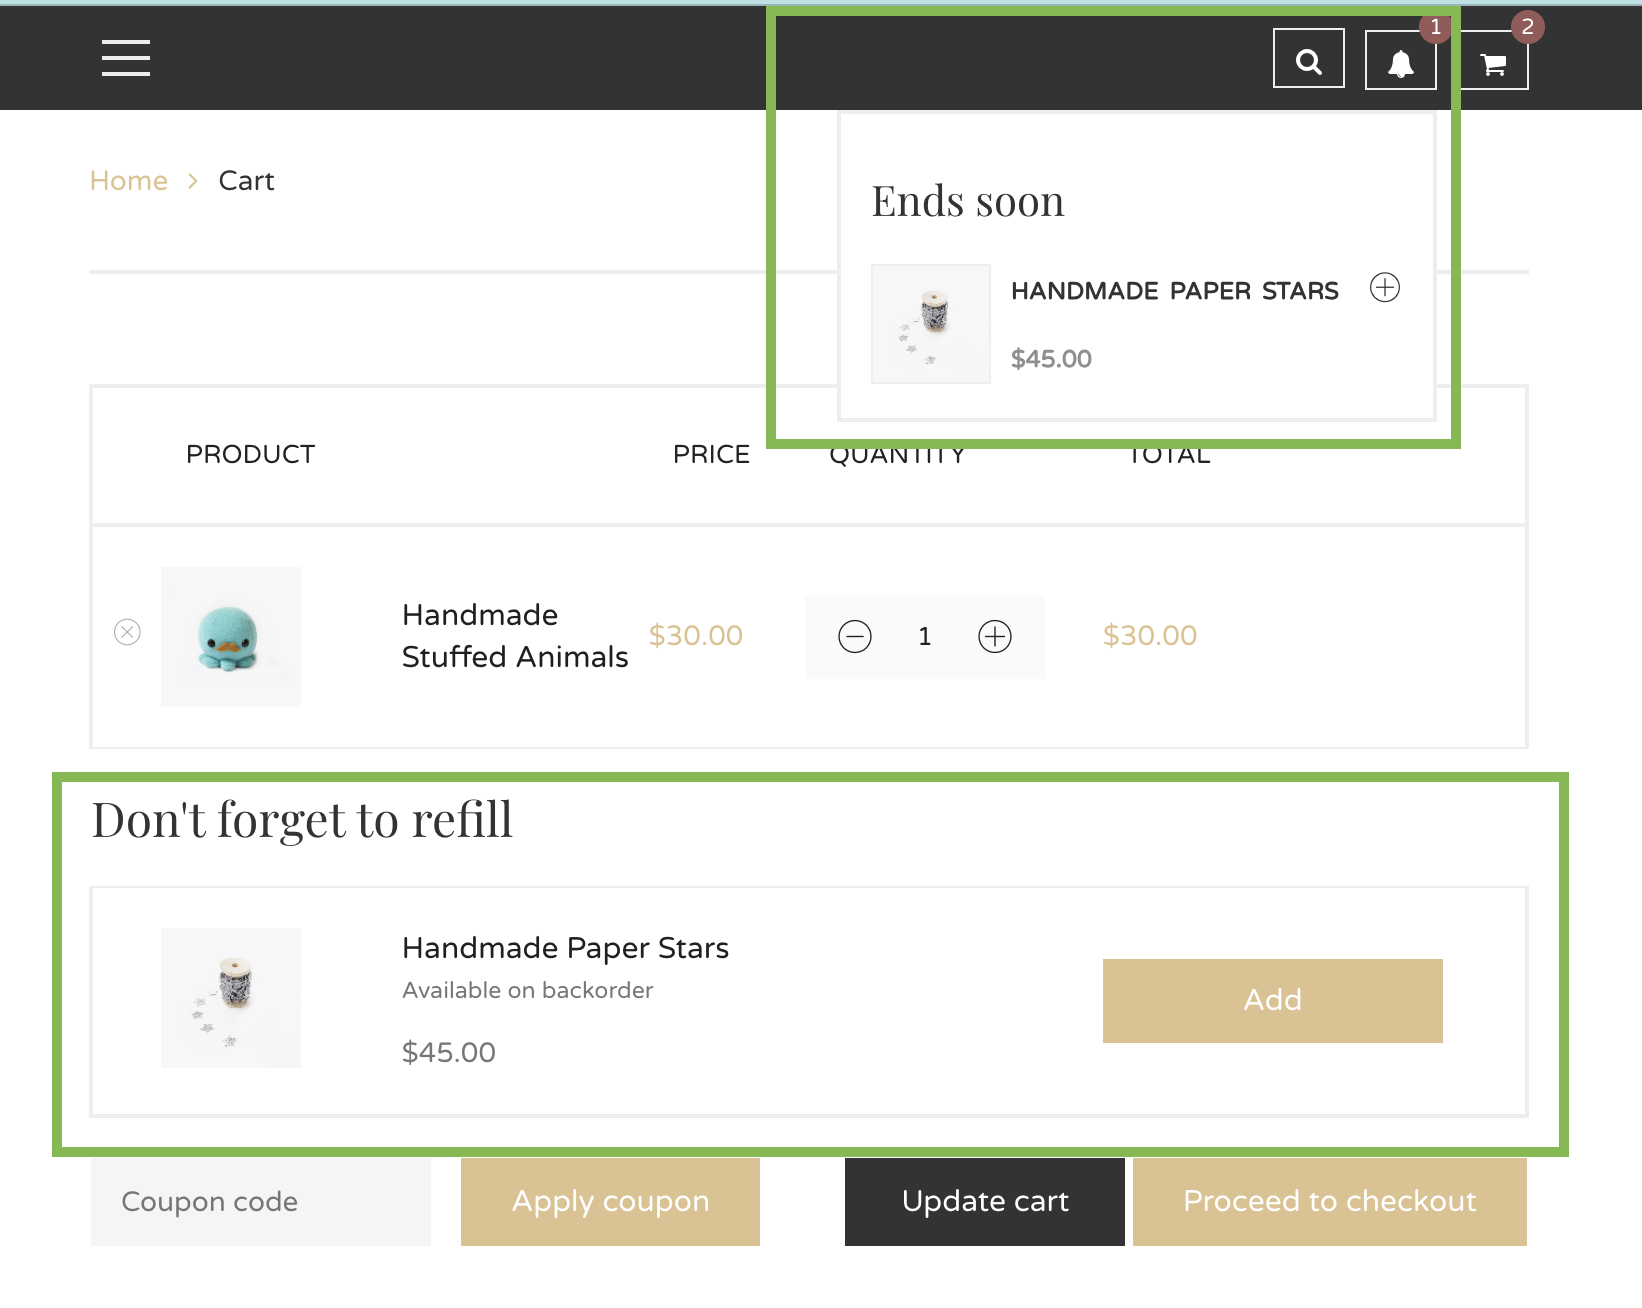 1
2
Home > Cart
Ends soon
HANDMADE PAPER STARS
$45.00
PRODUCT PRICE QUANTITY TOTAL
Handmade
Stuffed Animals
$30.00
1
$30.00
Don't forget to refill
Handmade Paper Stars
Available on backorder
$45.00
Add
Coupon code
Apply coupon
Update cart
Proceed to checkout